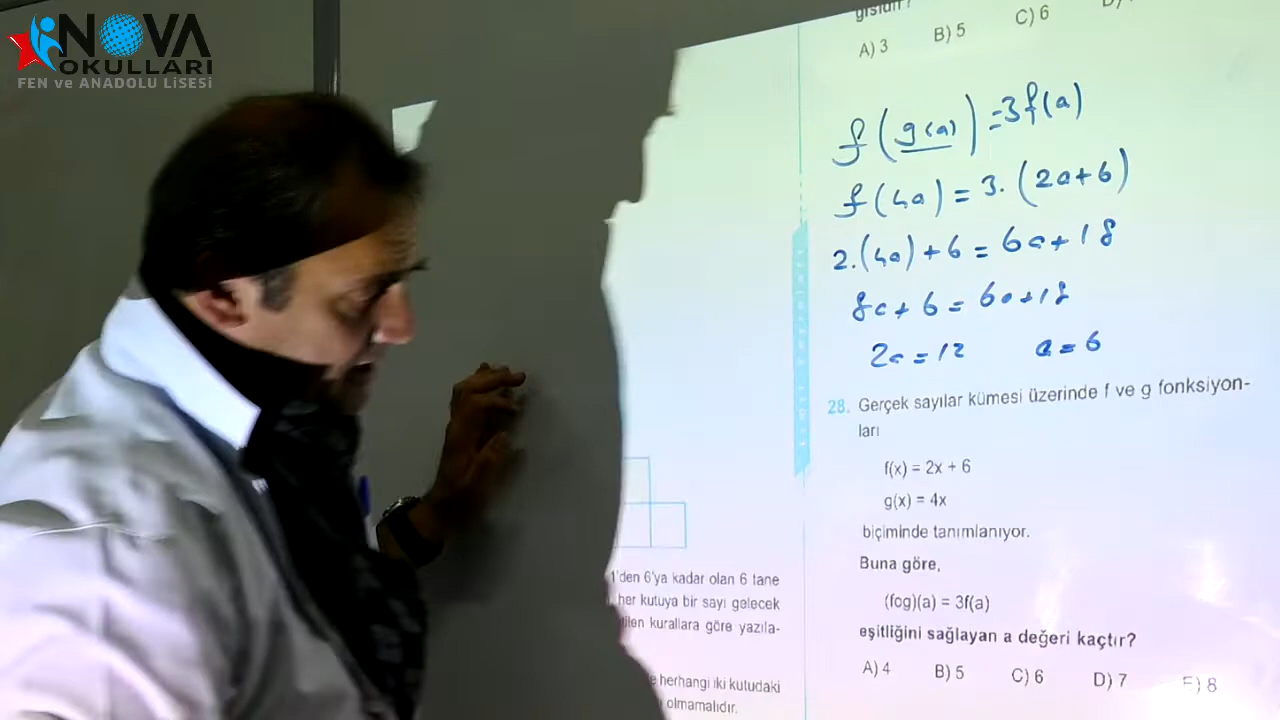 NOVA
OKULLARI
FEN ve ANADOLU LİSESİ
A) 3 B) 5 C) 6
f(g(a)) = 3f(a)
f(4a) = 3.(2a+6)
2.(4a)+6 = 6a+18
8a+6 = 6a+18
2a = 12 a = 6
28. Gerçek sayılar kümesi üzerinde f ve g fonksiyon-
ları
f(x) = 2x + 6
g(x) = 4x
biçiminde tanımlanıyor.
Buna göre,
(fog)(a) = 3f(a)
eşitliğini sağlayan a değeri kaçtır?
A) 4 B) 5 C) 6 D) 7 E) 8
1'den 6'ya kadar olan 6 tane
her kutuya bir sayı gelecek
kurallara göre yazıla-
herhangi iki kutudaki
olmamalıdır.